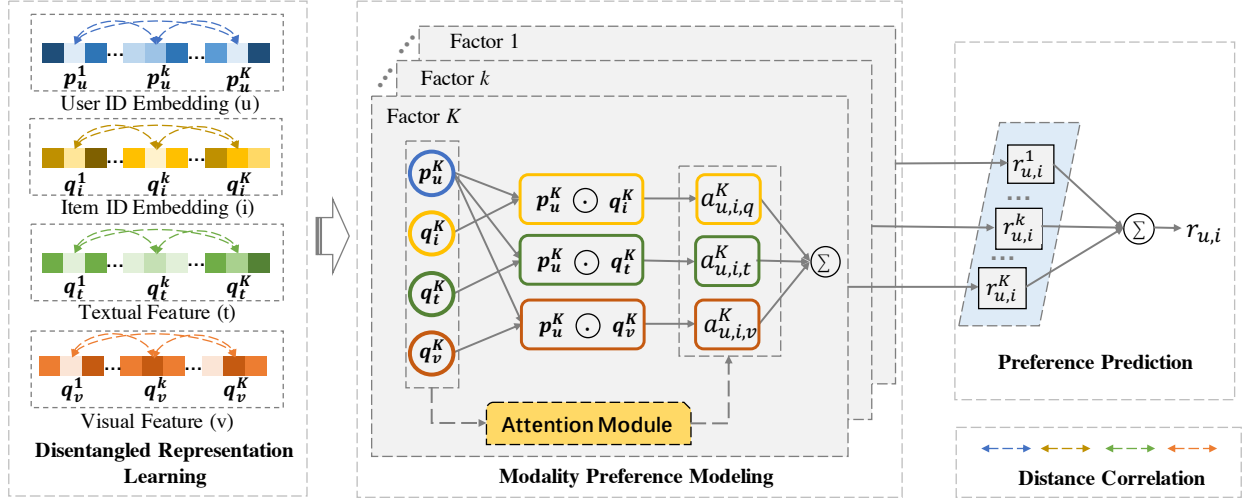 ... ...
p_u^1 p_u^k p_u^K
User ID Embedding (u)
... ...
q_i^1 q_i^k q_i^K
Item ID Embedding (i)
... ...
q_t^1 q_t^k q_t^K
Textual Feature (t)
... ...
q_v^1 q_v^k q_v^K
Visual Feature (v)
Disentangled Representation
Learning
Factor 1
Factor k
Factor K
p_u^K
q_i^K
q_t^K
q_v^K
p_u^K ⊙ q_i^K
p_u^K ⊙ q_t^K
p_u^K ⊙ q_v^K
a_{u,i,q}^K
a_{u,i,t}^K
a_{u,i,v}^K
∑
Attention Module
Modality Preference Modeling
r_{u,i}^1
...
r_{u,i}^k
...
r_{u,i}^K
∑
r_{u,i}
Preference Prediction
Distance Correlation